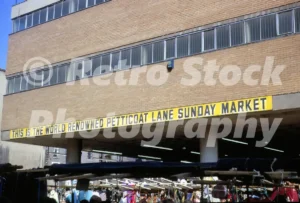 © Retro Stock
Photography ©
THIS IS THE WORLD RENOWNED PETTICOAT LANE SUNDAY MARKET